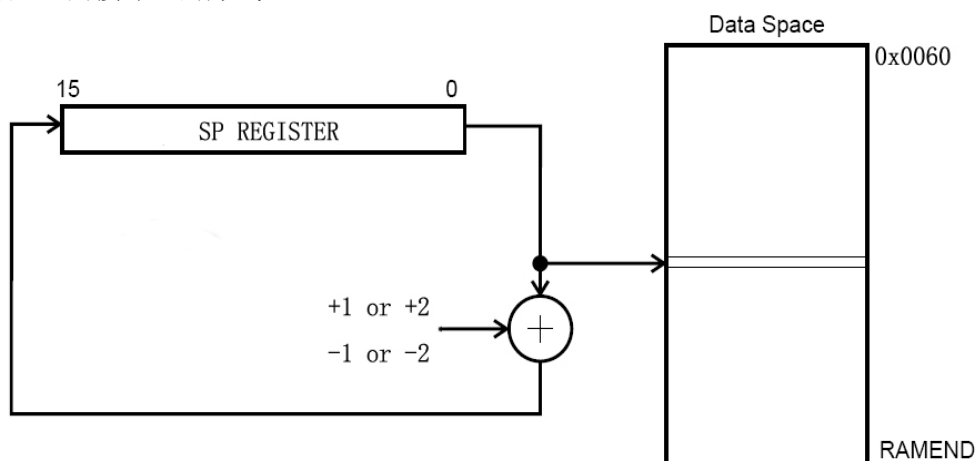 Data Space
0x0060
15
0
SP REGISTER
+1 or +2
-1 or -2
RAMEND